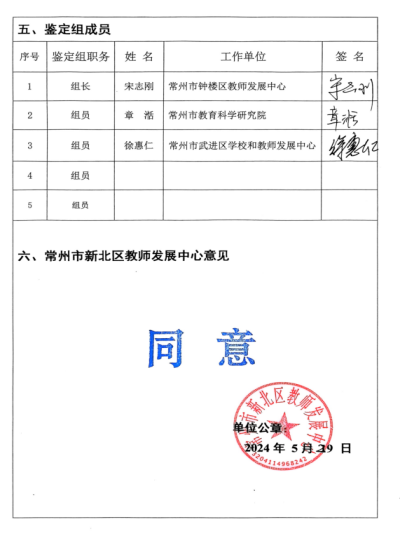 五、鉴定组成员
序号 鉴定组职务 姓 名 工作单位 签 名
1 组长 宋志刚 常州市钟楼区教师发展中心 宋志刚
2 组员 章 湉 常州市教育科学研究院 章湉
3 组员 徐惠仁 常州市武进区学校和教师发展中心 徐惠仁
4 组员
5 组员
六、常州市新北区教师发展中心意见
同 意
常州市新北区教师发展中心
单位公章:
2024 年 5 月 29 日
3204114968242